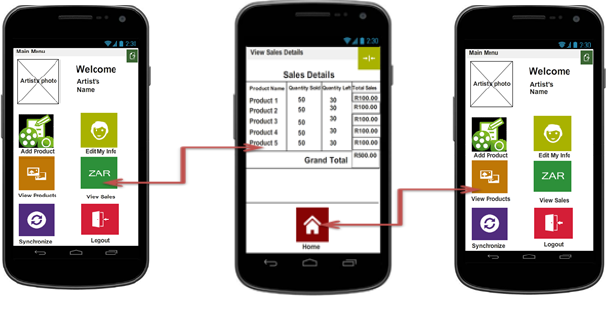 2:30
Main Menu
Artist's photo
Welcome
Artist's
Name
Add Product
Edit My Info
ZAR
View Products
View Sales
Synchronize
Logout
2:30
View Sales Details
Sales Details
Product Name Quantity Sold Quantity Left Total Sales
Product 1 50 30 R100.00
Product 2 50 30 R100.00
Product 3 50 30 R100.00
Product 4 50 30 R100.00
Product 5 50 30 R100.00
Grand Total R500.00
Home
2:30
Main Menu
Artist's photo
Welcome
Artist's
Name
Add Product
Edit My Info
ZAR
View Products
View Sales
Synchronize
Logout